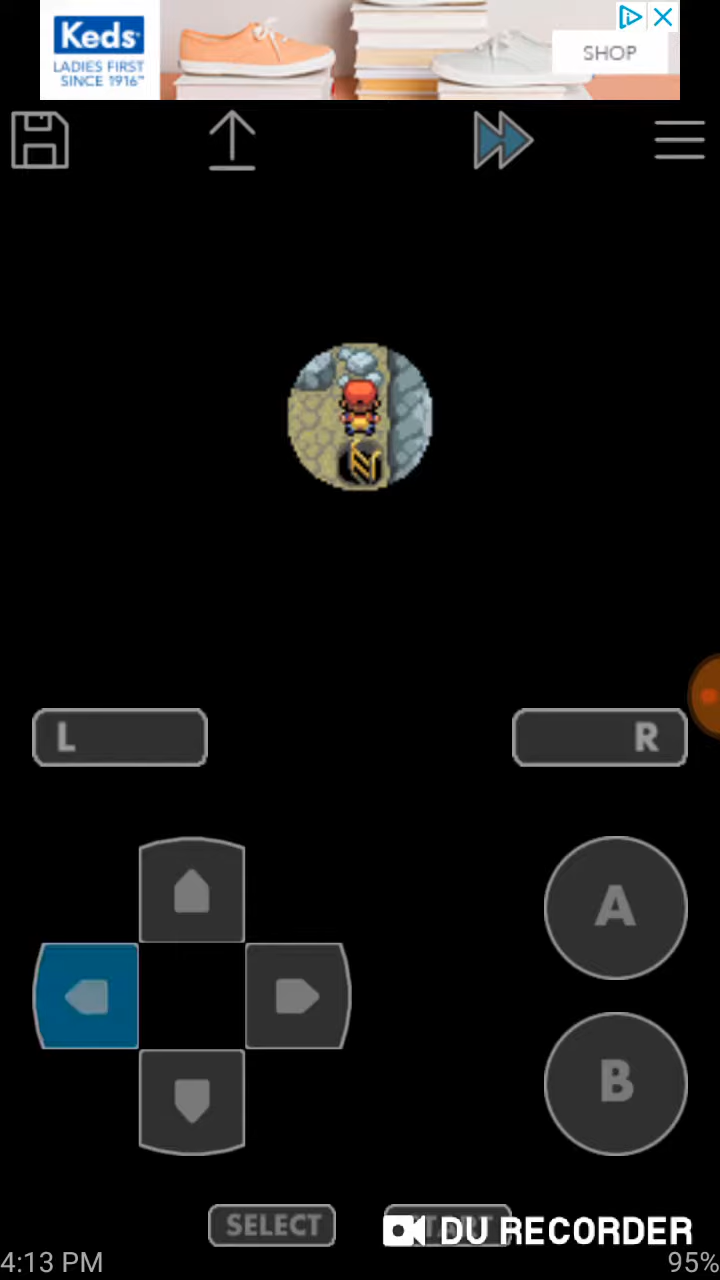 Keds
LADIES FIRST
SINCE 1916™
SHOP
L
R
A
B
SELECT
DU RECORDER
4:13 PM
95%